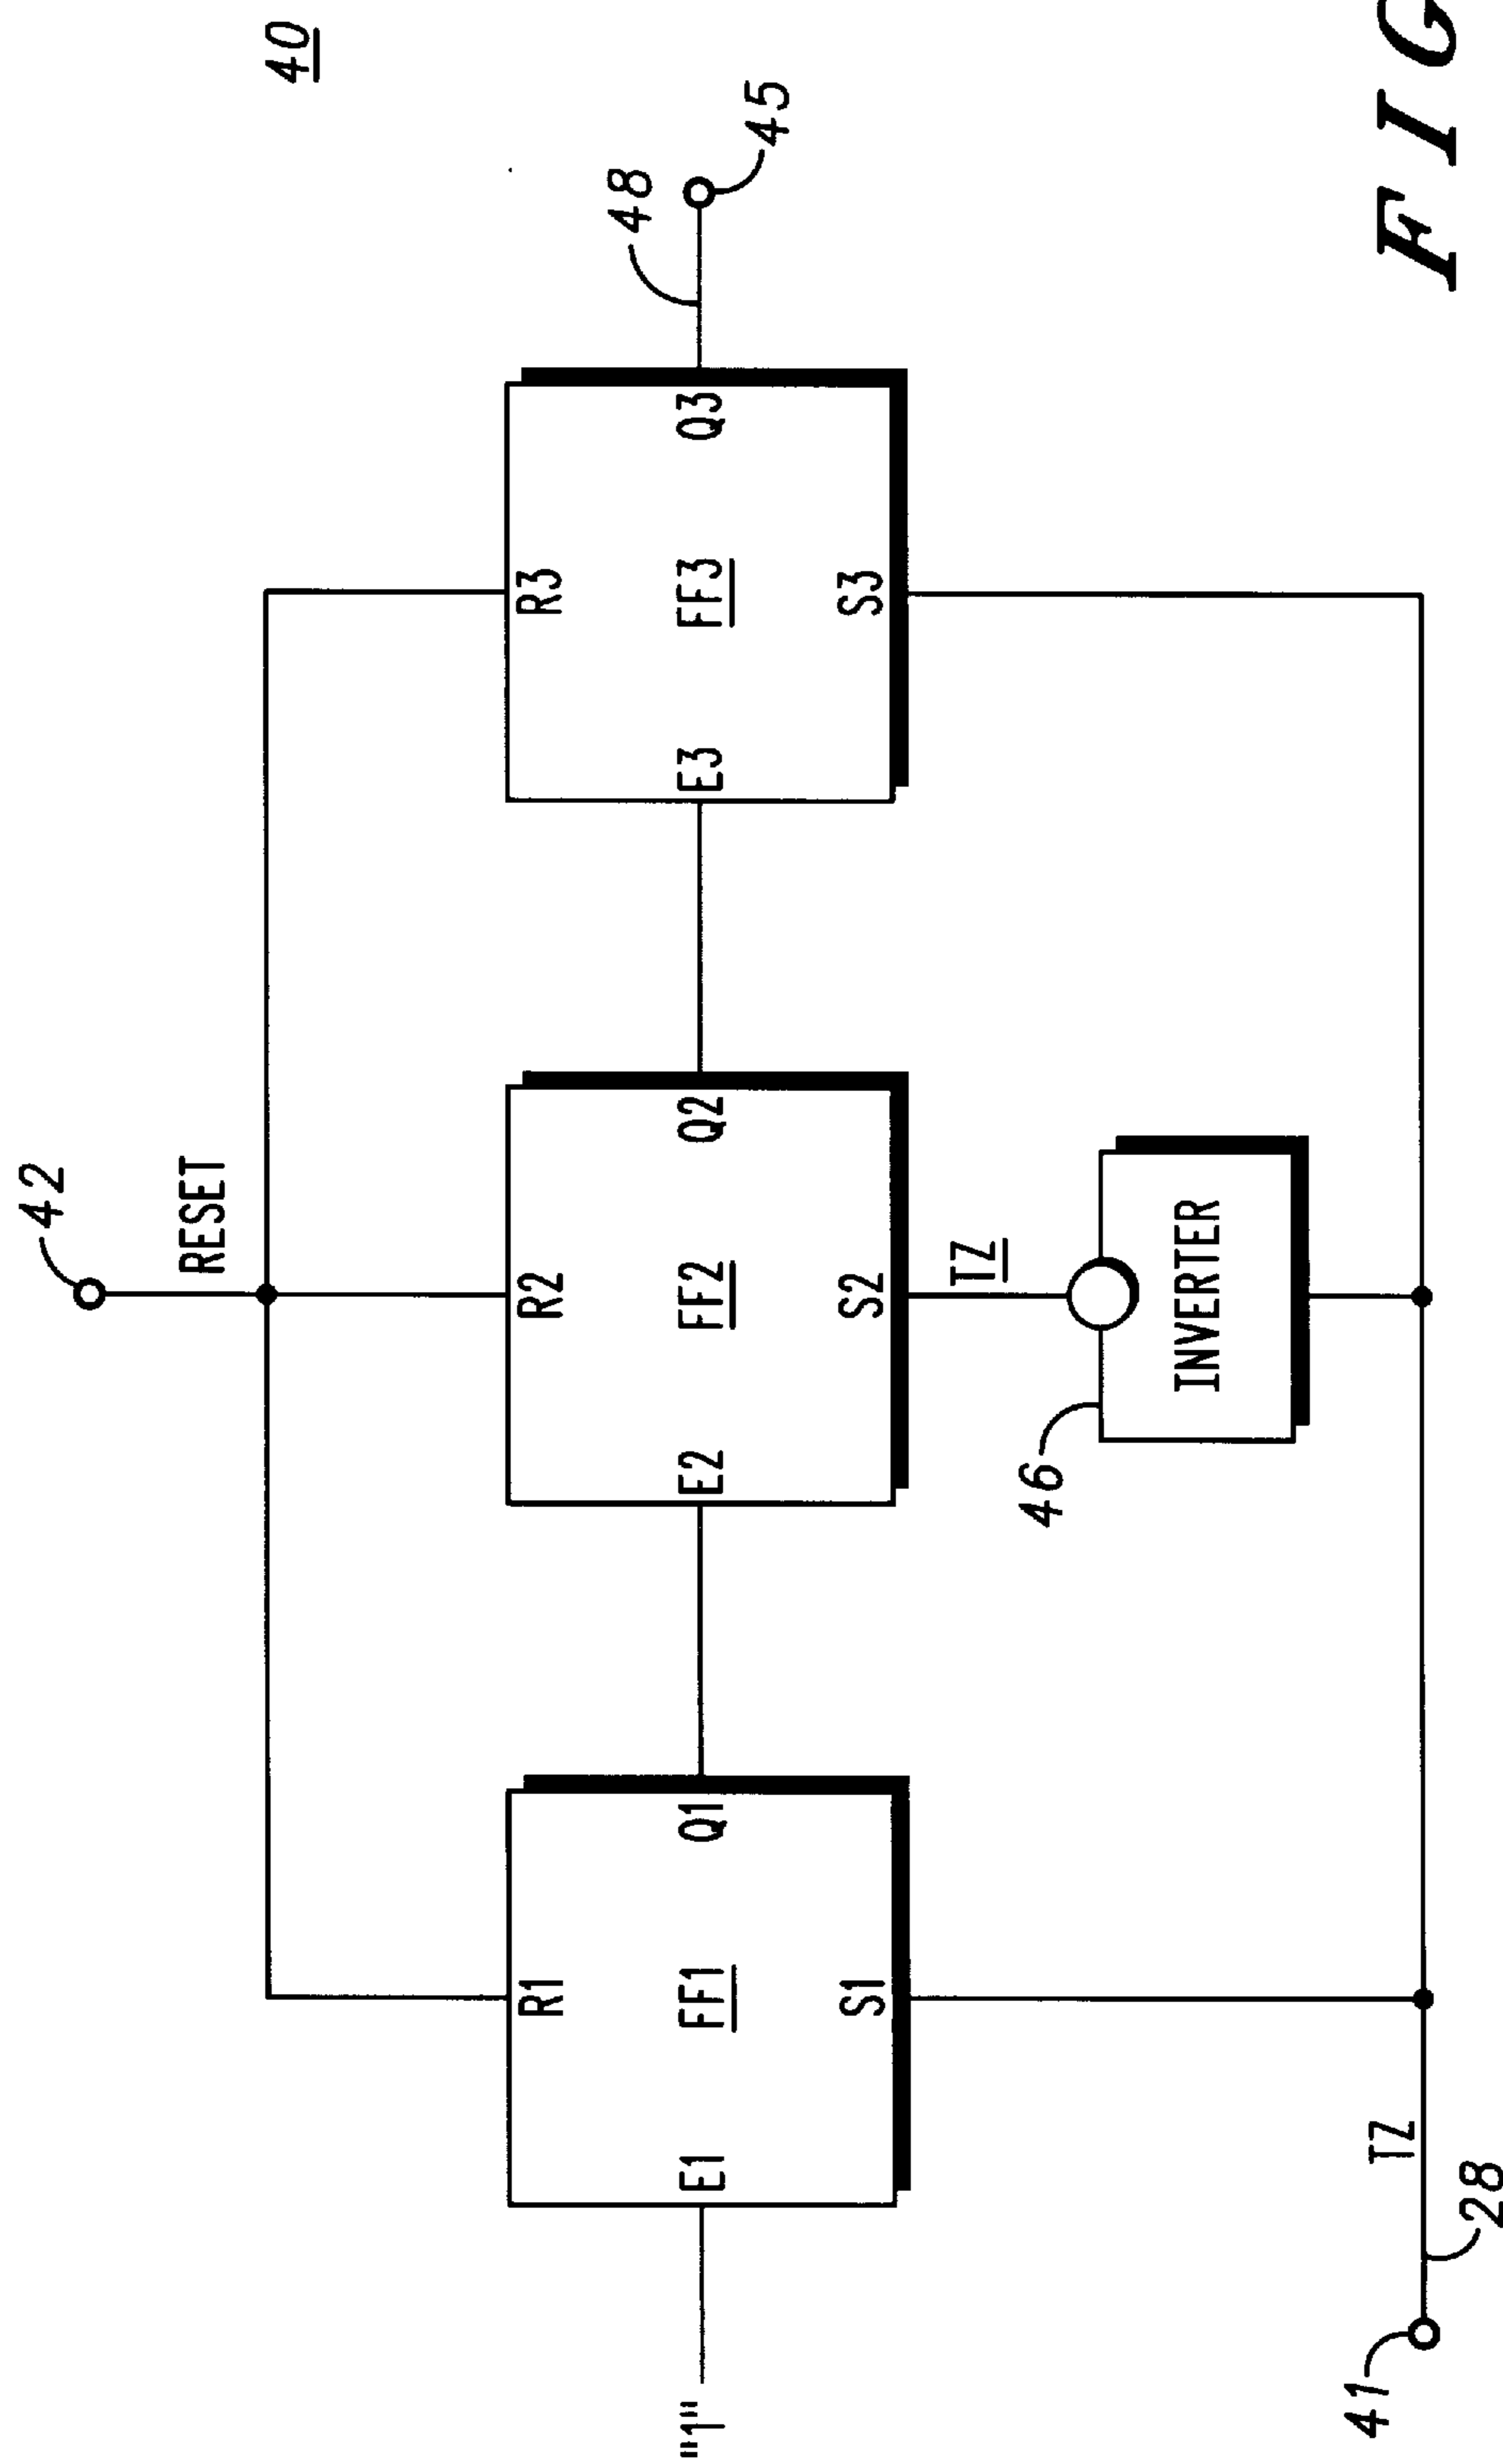 40
42
RESET
48
45
R1
R2
R3
"1"
E1
FF1
Q1
E2
FF2
Q2
E3
FF3
Q3
S1
S2
S3
TZ
46
INVERTER
41
TZ
28
FIG